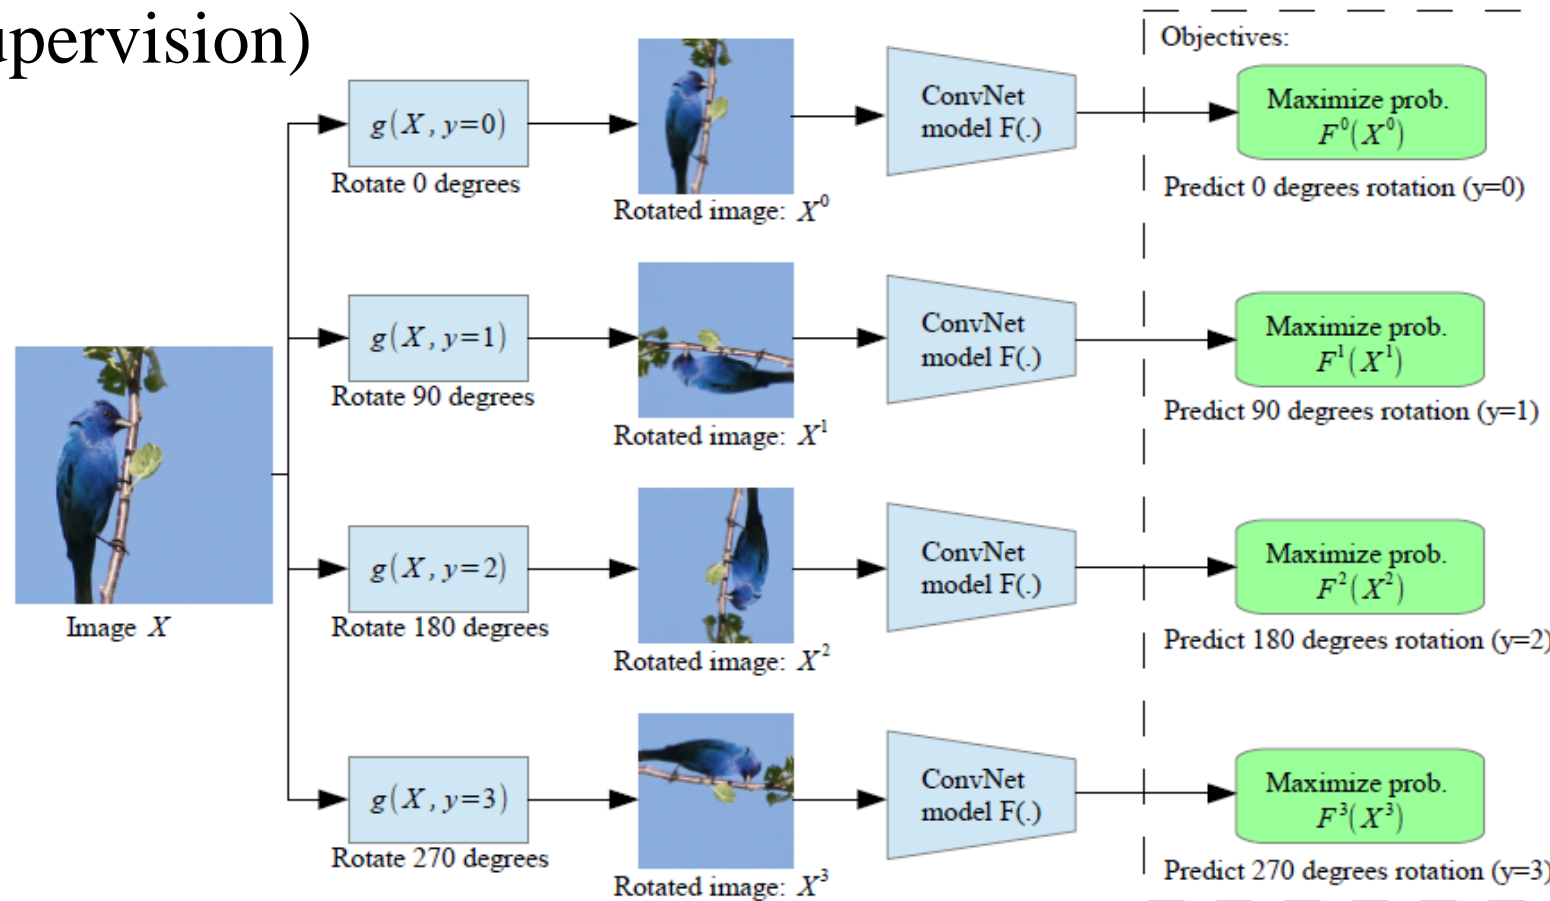 upervision)
Objectives:
g(X, y=0)
Rotate 0 degrees
Rotated image: X⁰
ConvNet
model F(.)
Maximize prob.
F⁰(X⁰)
Predict 0 degrees rotation (y=0)
g(X, y=1)
Rotate 90 degrees
Rotated image: X¹
ConvNet
model F(.)
Maximize prob.
F¹(X¹)
Predict 90 degrees rotation (y=1)
Image X
g(X, y=2)
Rotate 180 degrees
Rotated image: X²
ConvNet
model F(.)
Maximize prob.
F²(X²)
Predict 180 degrees rotation (y=2)
g(X, y=3)
Rotate 270 degrees
Rotated image: X³
ConvNet
model F(.)
Maximize prob.
F³(X³)
Predict 270 degrees rotation (y=3)